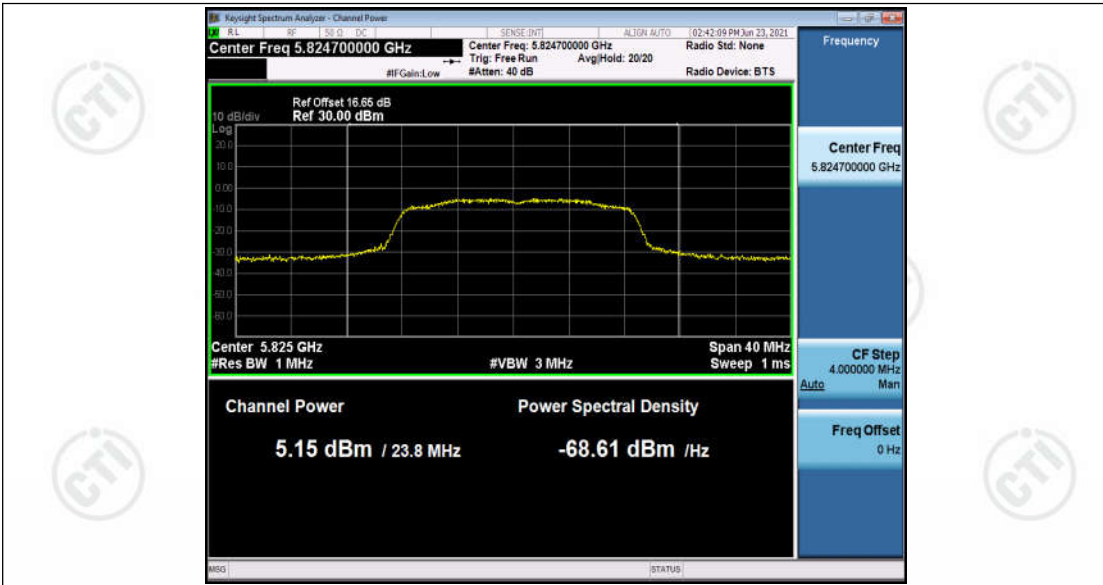 Keysight Spectrum Analyzer - Channel Power
RL RF 50 Ω DC SENSE:INT ALIGN AUTO 02:42:09 PM Jun 23, 2021
Center Freq 5.824700000 GHz
Center Freq: 5.824700000 GHz Radio Std: None
Trig: Free Run Avg|Hold: 20/20
#IFGain:Low #Atten: 40 dB Radio Device: BTS
Frequency
Ref Offset 16.65 dB
10 dB/div Ref 30.00 dBm
Log
20.0
10.0
0.00
-10.0
-20.0
-30.0
-40.0
-50.0
-60.0
Center Freq
5.824700000 GHz
Center 5.825 GHz Span 40 MHz
#Res BW 1 MHz #VBW 3 MHz Sweep 1 ms
CF Step
4.000000 MHz
Auto Man
Channel Power Power Spectral Density
5.15 dBm / 23.8 MHz -68.61 dBm /Hz
Freq Offset
0 Hz
MSG STATUS
CTI
CTI
CTI
CTI